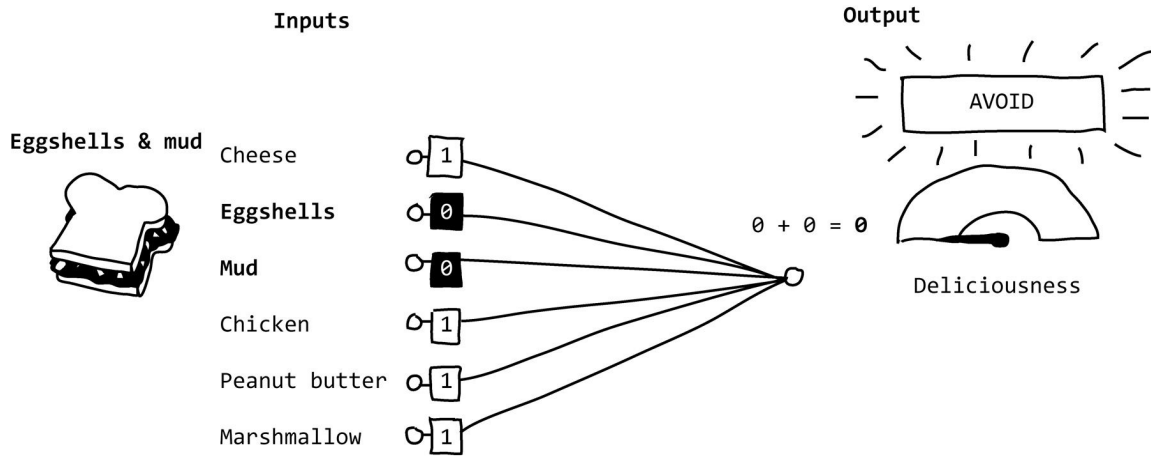 Inputs
Output
AVOID
Eggshells & mud
Cheese 1
Eggshells 0
0 + 0 = 0
Mud 0
Deliciousness
Chicken 1
Peanut butter 1
Marshmallow 1